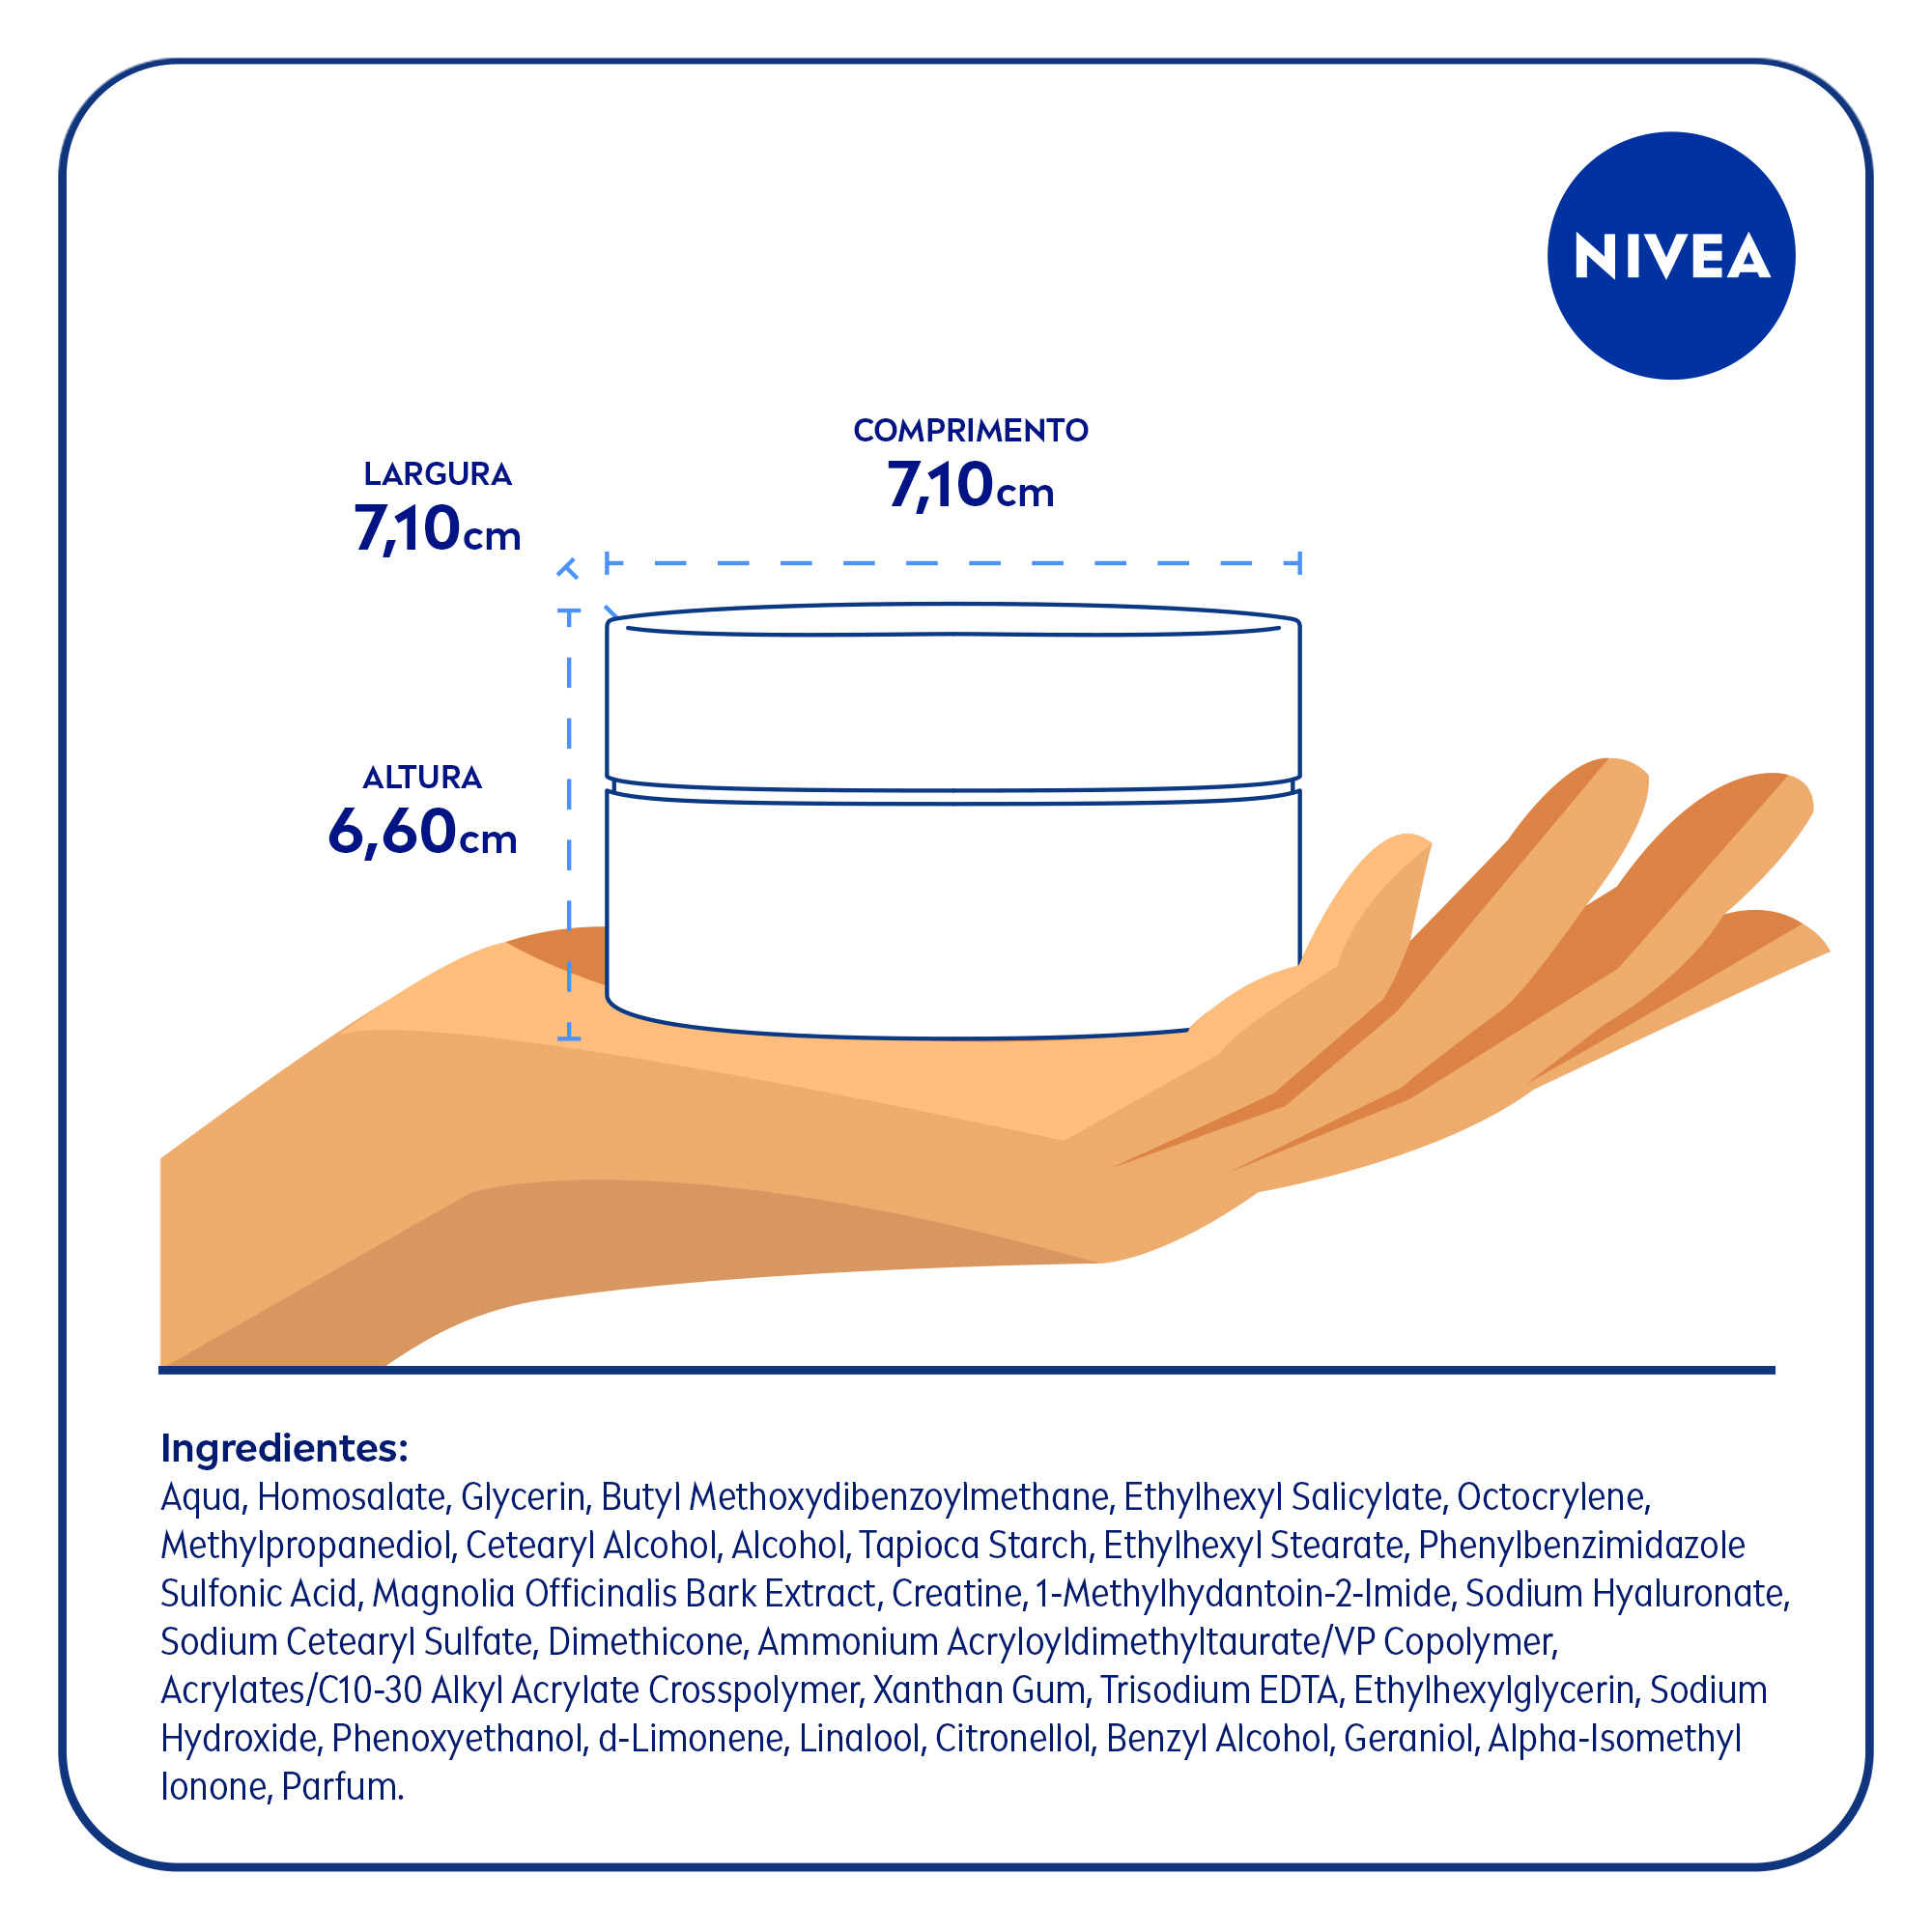 NIVEA
COMPRIMENTO
7,10cm
LARGURA
7,10cm
ALTURA
6,60cm
Ingredientes:
Aqua, Homosalate, Glycerin, Butyl Methoxydibenzoylmethane, Ethylhexyl Salicylate, Octocrylene,
Methylpropanediol, Cetearyl Alcohol, Alcohol, Tapioca Starch, Ethylhexyl Stearate, Phenylbenzimidazole
Sulfonic Acid, Magnolia Officinalis Bark Extract, Creatine, 1-Methylhydantoin-2-Imide, Sodium Hyaluronate,
Sodium Cetearyl Sulfate, Dimethicone, Ammonium Acryloyldimethyltaurate/VP Copolymer,
Acrylates/C10-30 Alkyl Acrylate Crosspolymer, Xanthan Gum, Trisodium EDTA, Ethylhexylglycerin, Sodium
Hydroxide, Phenoxyethanol, d-Limonene, Linalool, Citronellol, Benzyl Alcohol, Geraniol, Alpha-Isomethyl
Ionone, Parfum.